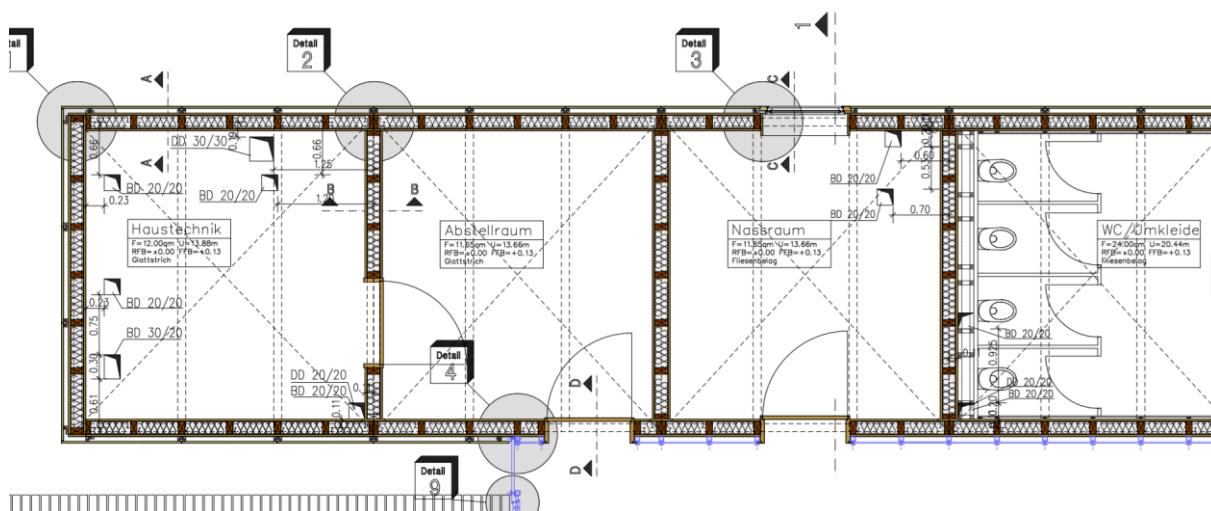 Detail
1
Detail
2
Detail
3
1
A
A
C
C
DD 30/30
0.19
0.66
0.66
1.25
BD 20/20
0.23
BD 20/20
B
B
0.60
BD 20/20
BD 20/20
0.70
Haustechnik
F=12.00qm U=13.88m
RFB=±0.00 FFB=+0.13
Glattstrich
Abstellraum
F=11.65qm U=13.66m
RFB=±0.00 FFB=+0.13
Glattstrich
Nassraum
F=11.65qm U=13.66m
RFB=±0.00 FFB=+0.13
Fliesenbelag
WC/Umkleide
F=24.00qm U=20.44m
RFB=±0.00 FFB=+0.13
Fliesenbelag
0.23
BD 20/20
0.75
BD 30/20
0.30
0.61
DD 20/20
BD 20/20
0.11
Detail
4
D
D
BD 20/20
0.925
DD 20/20
BD 20/20
0.20
Detail
9